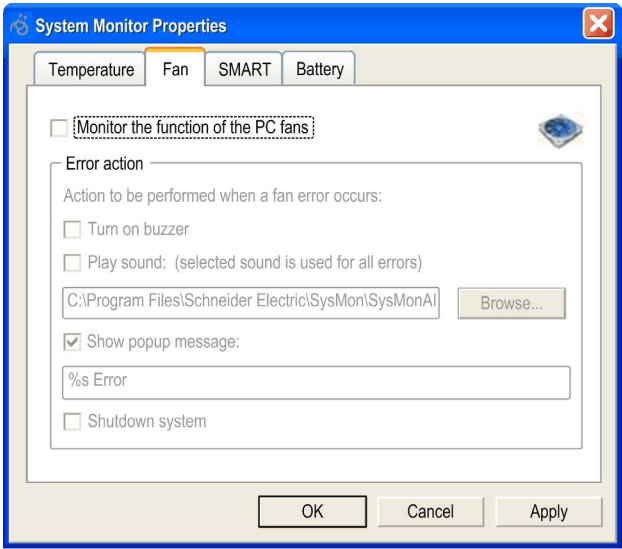 System Monitor Properties
Temperature Fan SMART Battery
Monitor the function of the PC fans
Error action
Action to be performed when a fan error occurs:
Turn on buzzer
Play sound: (selected sound is used for all errors)
C:\Program Files\Schneider Electric\SysMon\SysMonAl Browse...
Show popup message:
%s Error
Shutdown system
OK Cancel Apply